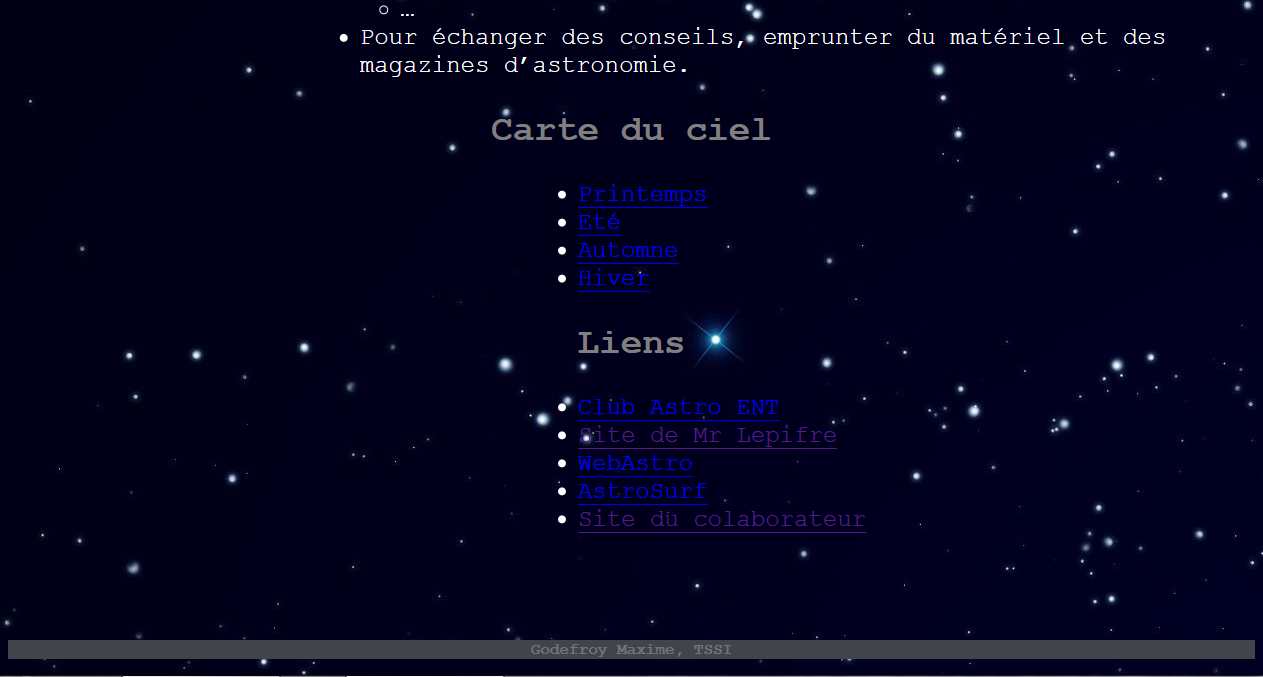 …
Pour échanger des conseils, emprunter du matériel et des
magazines d’astronomie.
Carte du ciel
Printemps
Eté
Automne
Hiver
Liens
Club Astro ENT
Site de Mr Lepifre
WebAstro
AstroSurf
Site du colaborateur
Godefroy Maxime, TSSI